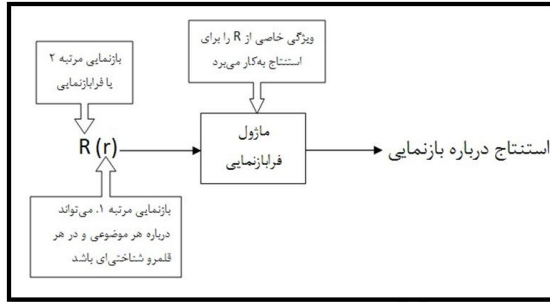 ویژگی خاصی از R را برای
استنتاج به‌کار می‌برد
بازنمایی مرتبه ۲
یا فرابازنمایی
R (r)
ماژول
فرابازنمایی
استنتاج درباره بازنمایی
بازنمایی مرتبه ۱، می‌تواند
درباره هر موضوعی و در هر
قلمرو شناختی‌ای باشد